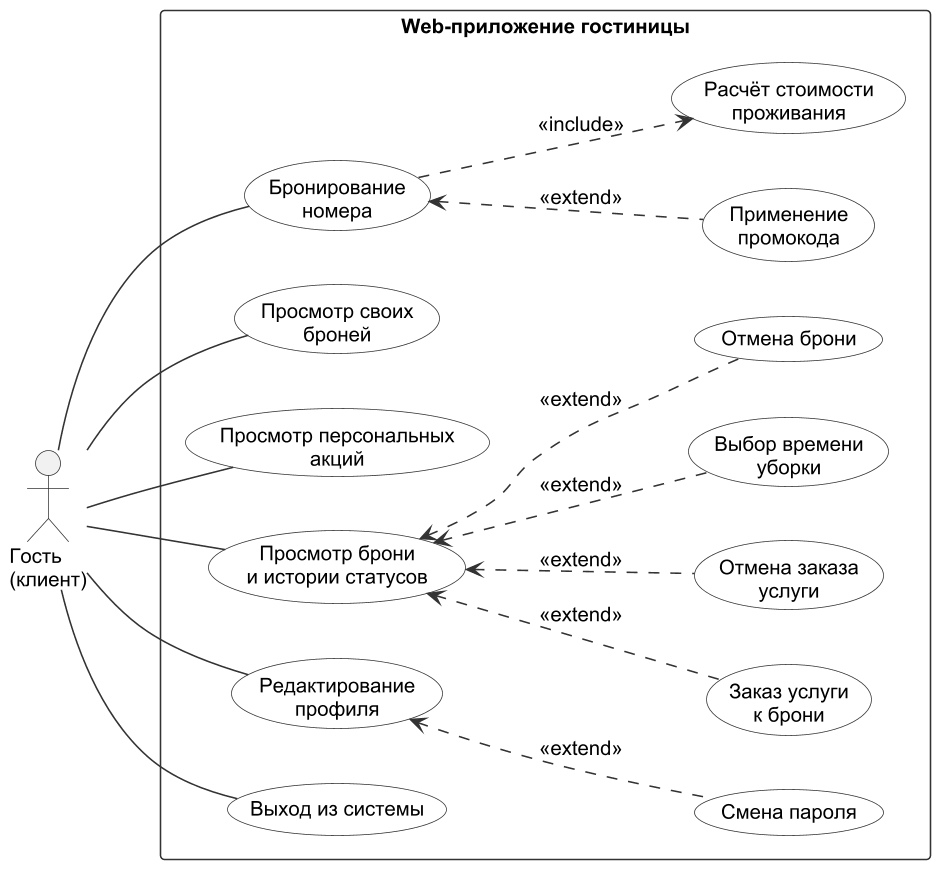 Web-приложение гостиницы
Расчёт стоимости
проживания
«include»
Бронирование
номера
«extend»
Применение
промокода
Просмотр своих
броней
Отмена брони
«extend»
Просмотр персональных
акций
Выбор времени
уборки
«extend»
Гость
(клиент)
Просмотр брони
и истории статусов
«extend»
Отмена заказа
услуги
«extend»
Заказ услуги
к брони
Редактирование
профиля
«extend»
Смена пароля
Выход из системы